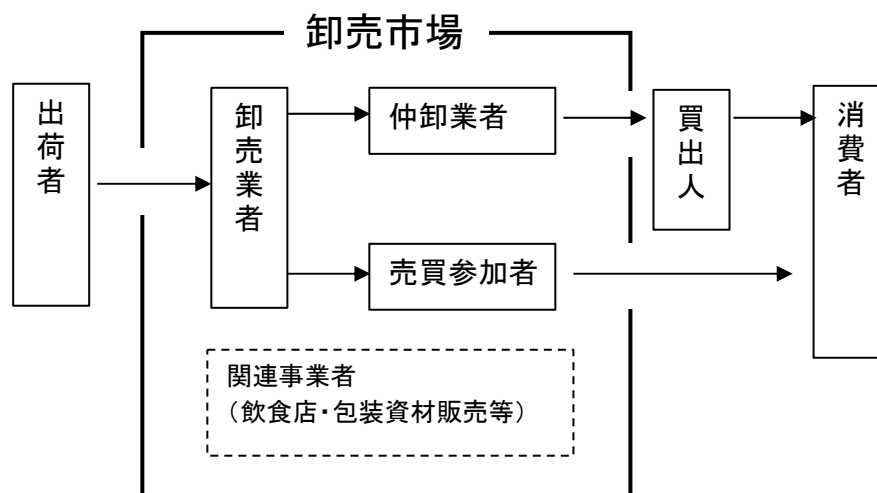 卸売市場
出荷者
卸売業者
仲卸業者
買出人
消費者
売買参加者
関連事業者
（飲食店・包装資材販売等）